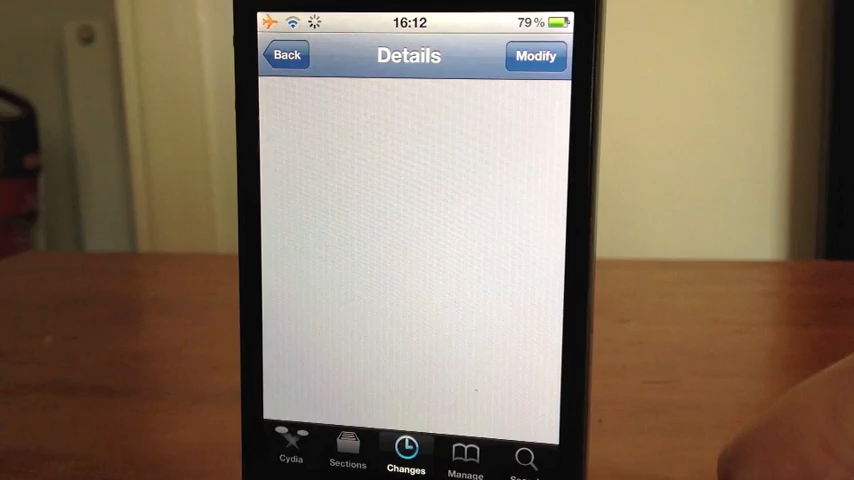 16:12
79%
Back
Details
Modify
Cydia
Sections
Changes
Manage